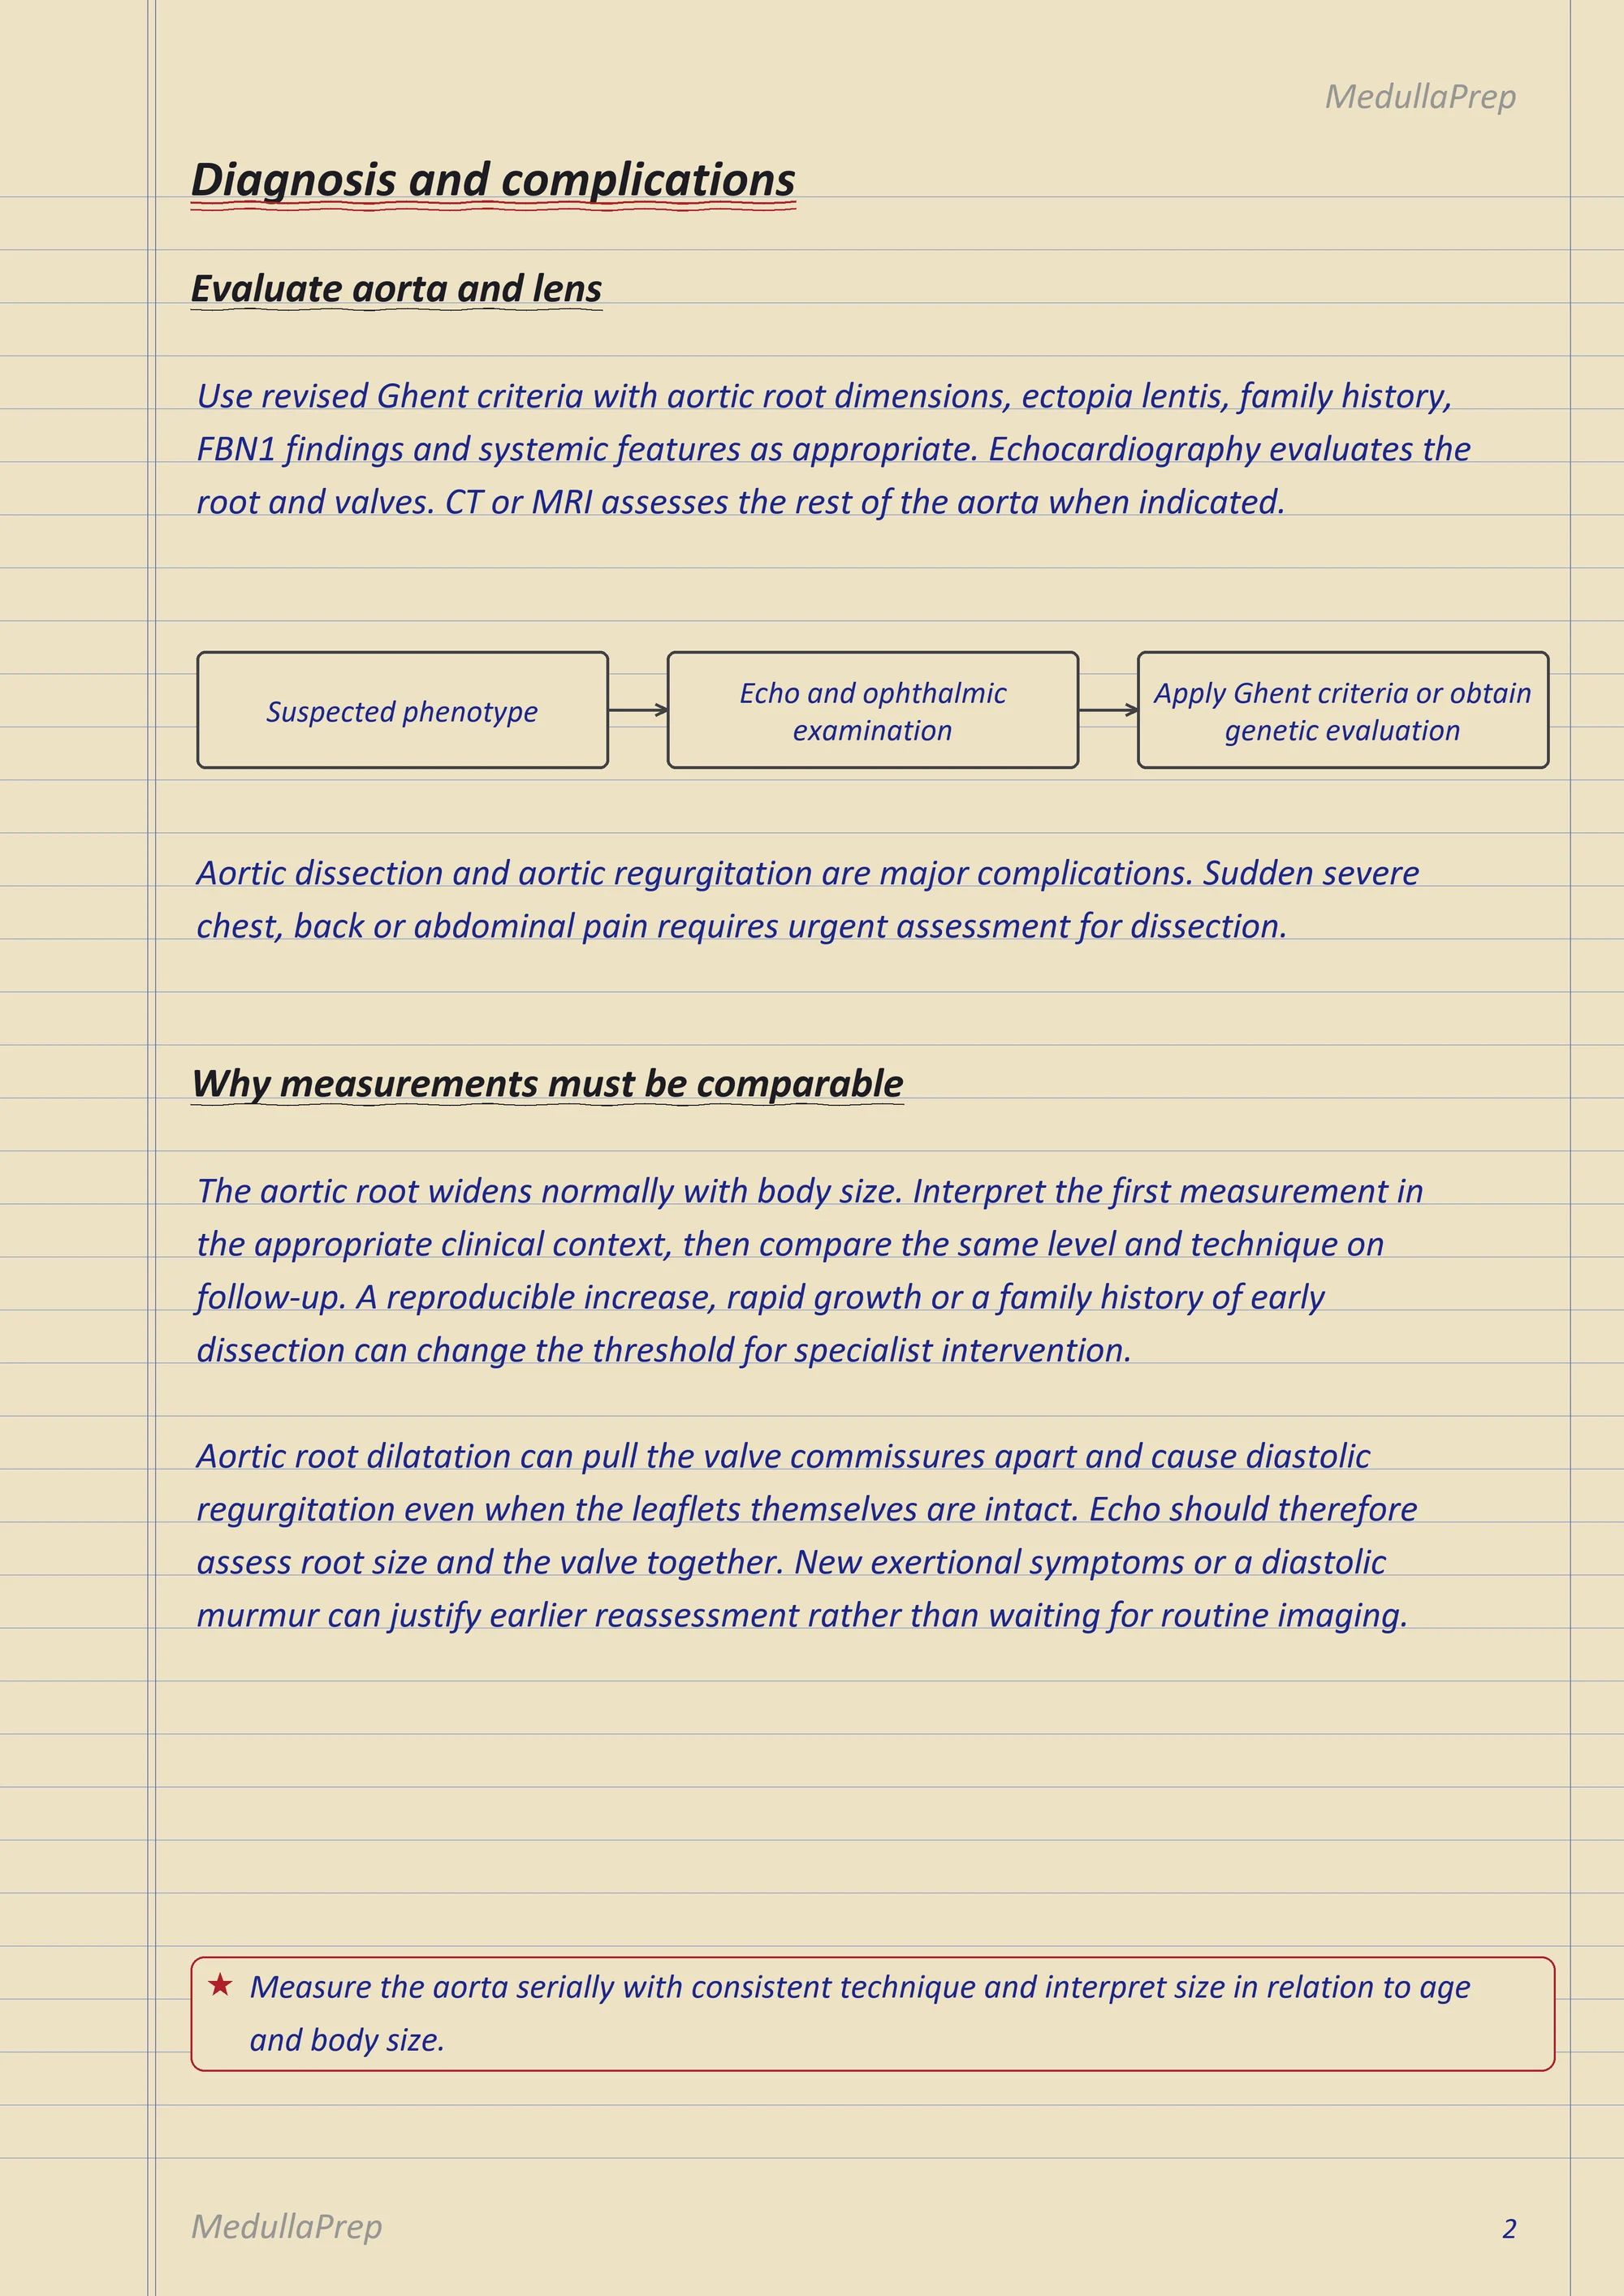 MedullaPrep
Diagnosis and complications
Evaluate aorta and lens
Use revised Ghent criteria with aortic root dimensions, ectopia lentis, family history,
FBN1 findings and systemic features as appropriate. Echocardiography evaluates the
root and valves. CT or MRI assesses the rest of the aorta when indicated.
Suspected phenotype
Echo and ophthalmic
examination
Apply Ghent criteria or obtain
genetic evaluation
Aortic dissection and aortic regurgitation are major complications. Sudden severe
chest, back or abdominal pain requires urgent assessment for dissection.
Why measurements must be comparable
The aortic root widens normally with body size. Interpret the first measurement in
the appropriate clinical context, then compare the same level and technique on
follow-up. A reproducible increase, rapid growth or a family history of early
dissection can change the threshold for specialist intervention.
Aortic root dilatation can pull the valve commissures apart and cause diastolic
regurgitation even when the leaflets themselves are intact. Echo should therefore
assess root size and the valve together. New exertional symptoms or a diastolic
murmur can justify earlier reassessment rather than waiting for routine imaging.
★ Measure the aorta serially with consistent technique and interpret size in relation to age
and body size.
MedullaPrep
2